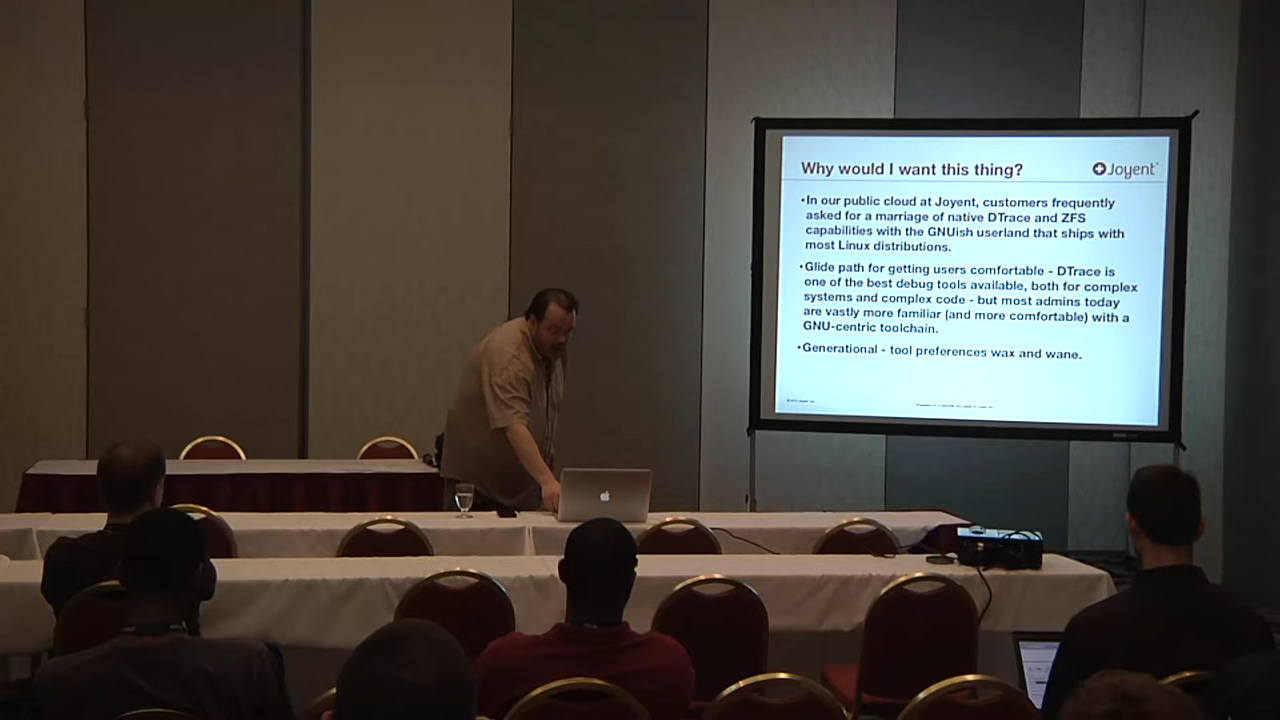 Why would I want this thing?
Joyent
•In our public cloud at Joyent, customers frequently
asked for a marriage of native DTrace and ZFS
capabilities with the GNUish userland that ships with
most Linux distributions.
•Glide path for getting users comfortable - DTrace is
one of the best debug tools available, both for complex
systems and complex code - but most admins today
are vastly more familiar (and more comfortable) with a
GNU-centric toolchain.
•Generational - tool preferences wax and wane.